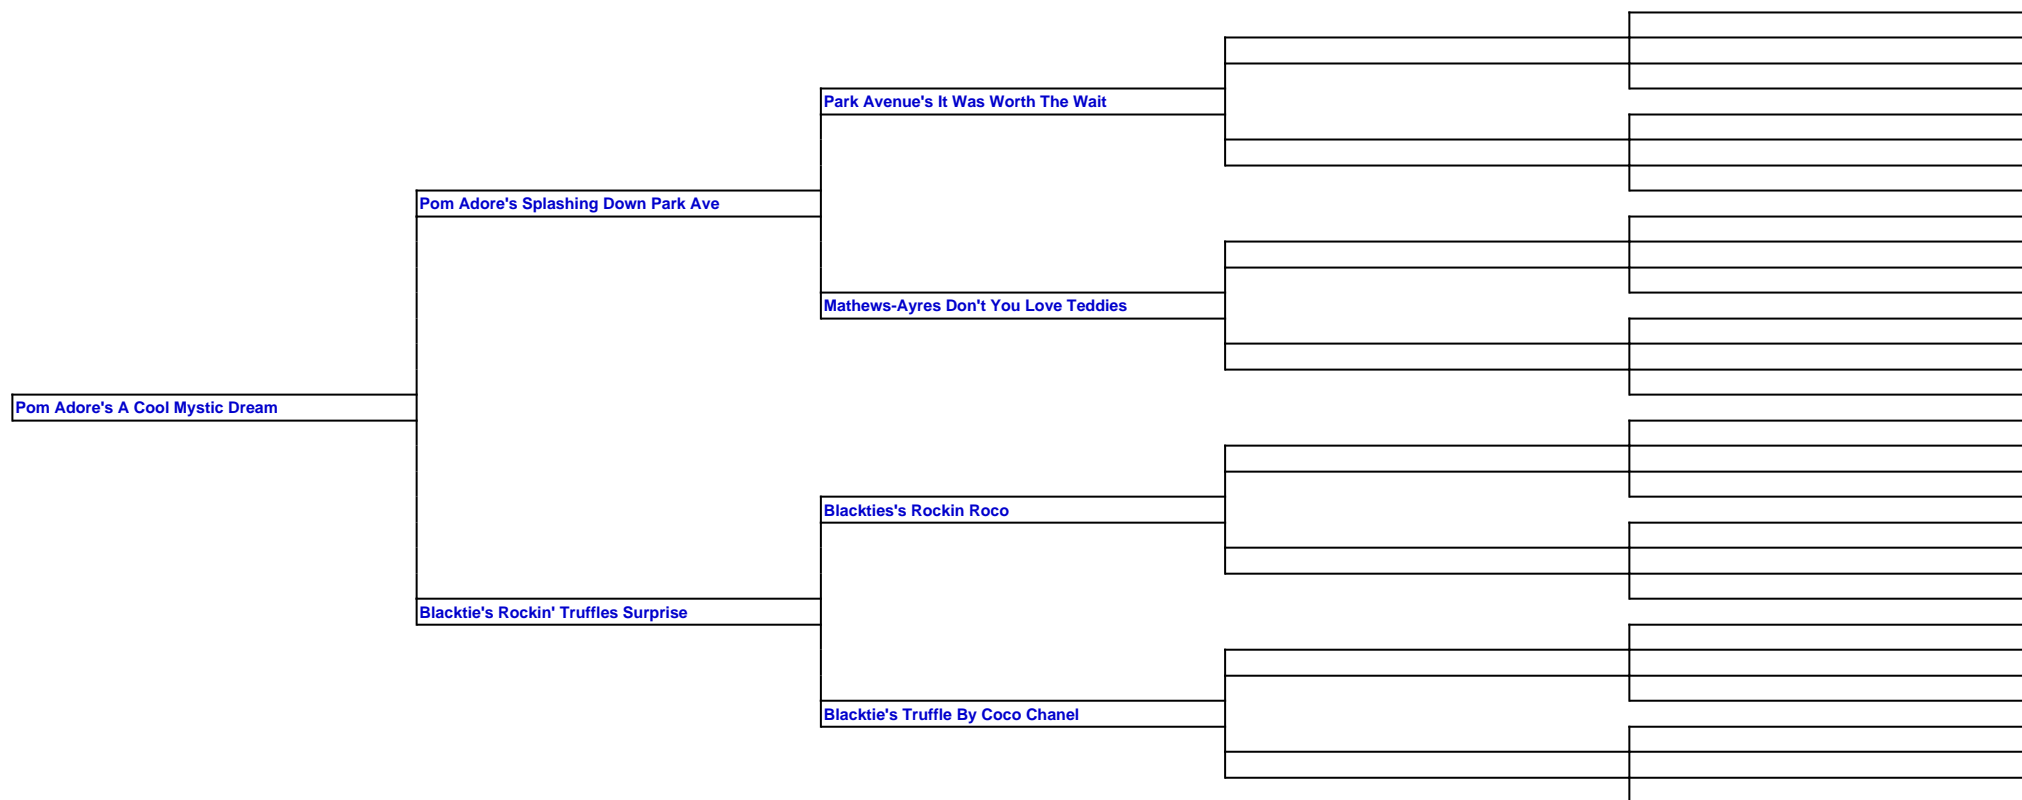 Park Avenue's It Was Worth The Wait
Pom Adore's Splashing Down Park Ave
Mathews-Ayres Don't You Love Teddies
Pom Adore's A Cool Mystic Dream
Blackties's Rockin Roco
Blacktie's Rockin' Truffles Surprise
Blacktie's Truffle By Coco Chanel